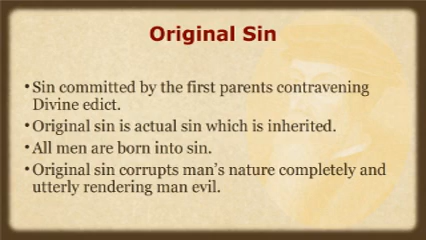 Original Sin
• Sin committed by the first parents contravening
Divine edict.
• Original sin is actual sin which is inherited.
• All men are born into sin.
• Original sin corrupts man's nature completely and
utterly rendering man evil.